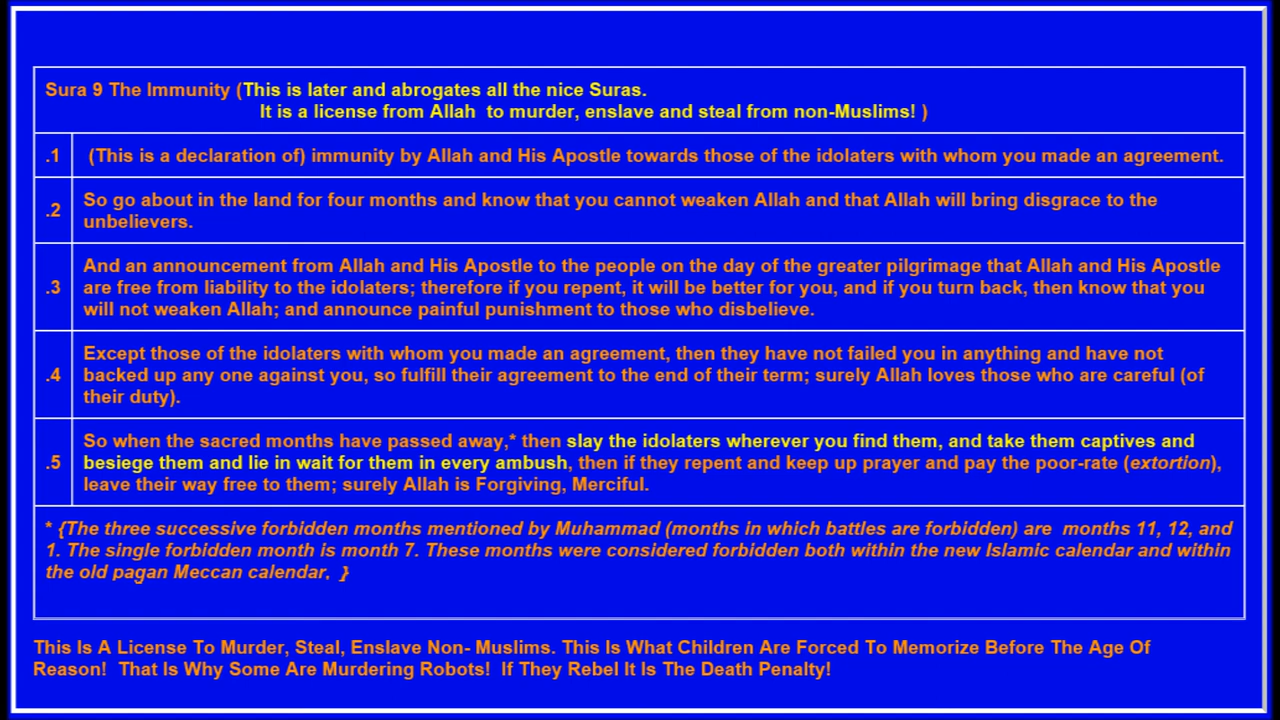 Sura 9 The Immunity (This is later and abrogates all the nice Suras.
It is a license from Allah  to murder, enslave and steal from non-Muslims! )
.1 (This is a declaration of) immunity by Allah and His Apostle towards those of the idolaters with whom you made an agreement.
.2 So go about in the land for four months and know that you cannot weaken Allah and that Allah will bring disgrace to the
unbelievers.
.3 And an announcement from Allah and His Apostle to the people on the day of the greater pilgrimage that Allah and His Apostle
are free from liability to the idolaters; therefore if you repent, it will be better for you, and if you turn back, then know that you
will not weaken Allah; and announce painful punishment to those who disbelieve.
.4 Except those of the idolaters with whom you made an agreement, then they have not failed you in anything and have not
backed up any one against you, so fulfill their agreement to the end of their term; surely Allah loves those who are careful (of
their duty).
.5 So when the sacred months have passed away,* then slay the idolaters wherever you find them, and take them captives and
besiege them and lie in wait for them in every ambush, then if they repent and keep up prayer and pay the poor-rate (extortion),
leave their way free to them; surely Allah is Forgiving, Merciful.
* {The three successive forbidden months mentioned by Muhammad (months in which battles are forbidden) are  months 11, 12, and
1. The single forbidden month is month 7. These months were considered forbidden both within the new Islamic calendar and within
the old pagan Meccan calendar.  }
This Is A License To Murder, Steal, Enslave Non- Muslims. This Is What Children Are Forced To Memorize Before The Age Of
Reason!  That Is Why Some Are Murdering Robots!  If They Rebel It Is The Death Penalty!